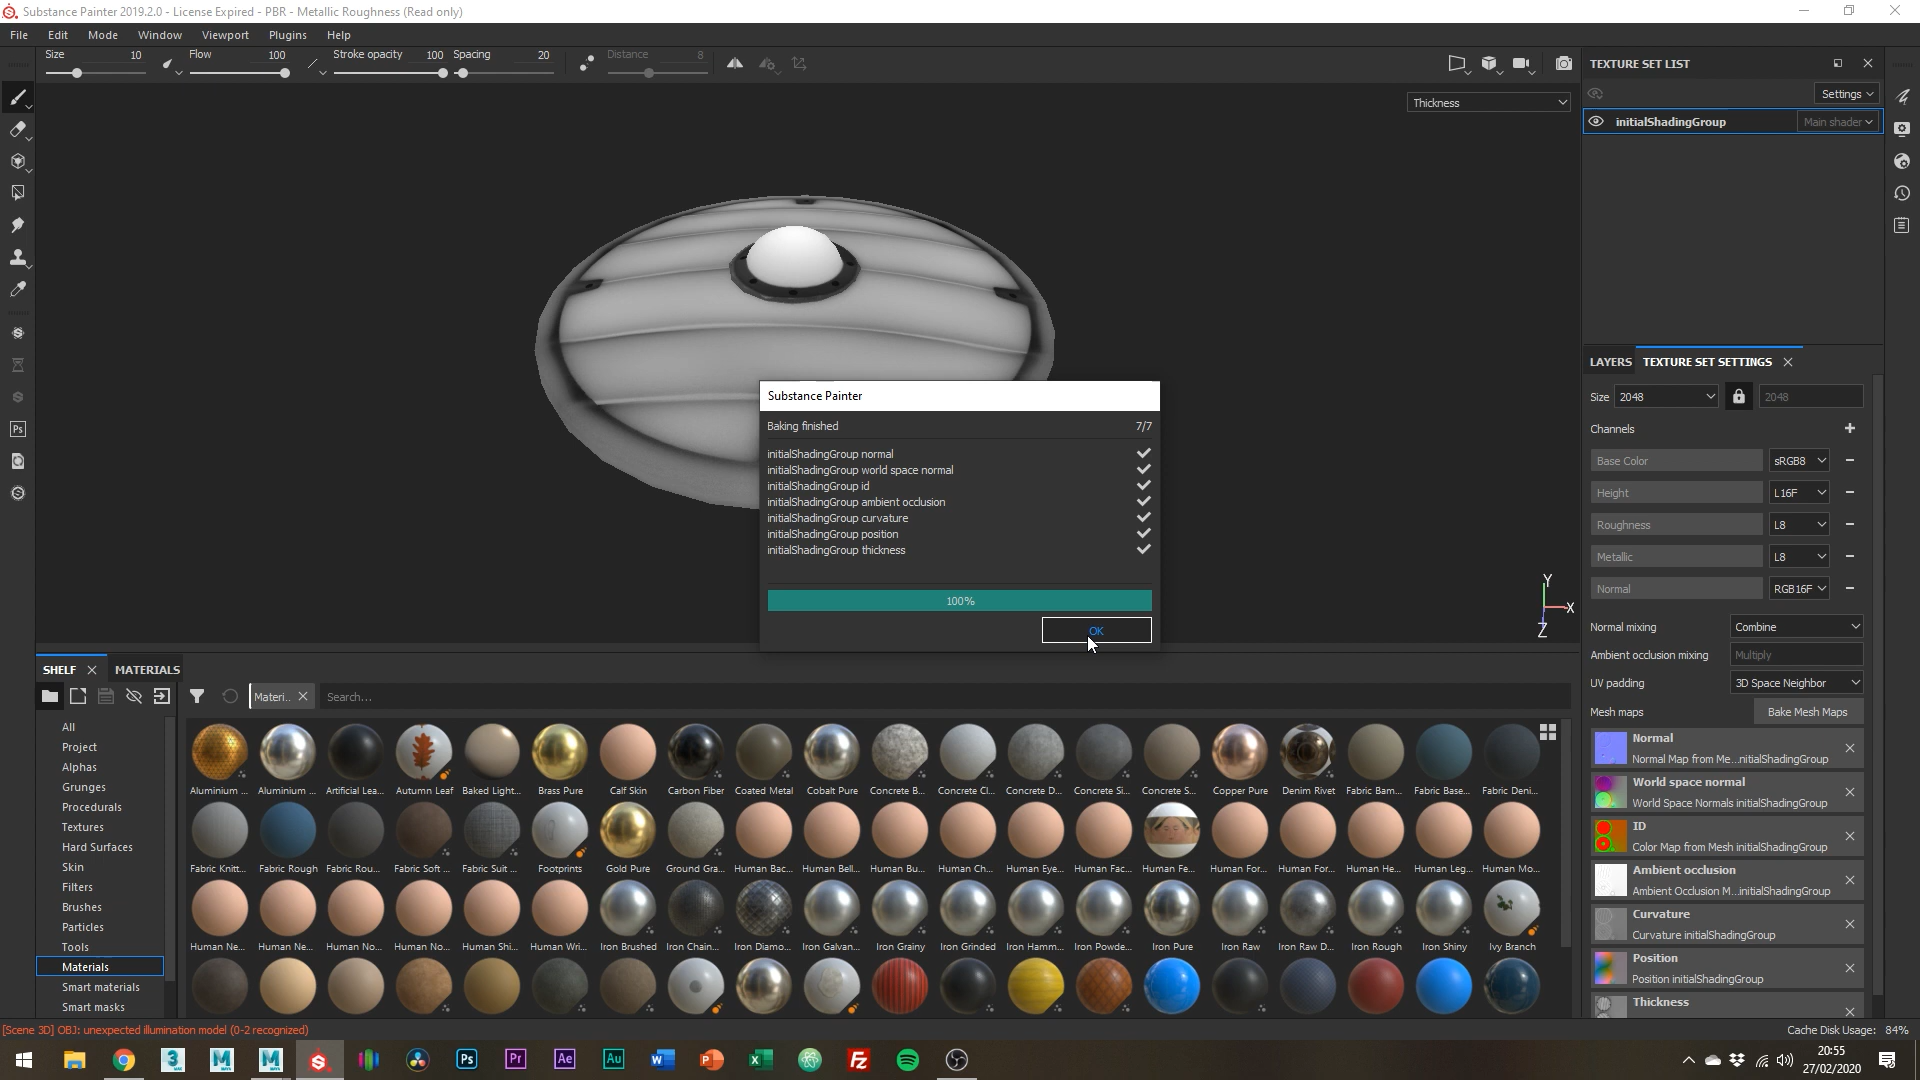 Substance Painter 2019.2.0 - License Expired - PBR - Metallic Roughness (Read only)
File Edit Mode Window Viewport Plugins Help
Size 10 Flow 100 Stroke opacity 100 Spacing 20 Distance 8
Thickness
TEXTURE SET LIST
Settings
initialShadingGroup Main shader
Substance Painter
Baking finished 7/7
initialShadingGroup normal
initialShadingGroup world space normal
initialShadingGroup id
initialShadingGroup ambient occlusion
initialShadingGroup curvature
initialShadingGroup position
initialShadingGroup thickness
100%
OK
Y
X
Z
LAYERS TEXTURE SET SETTINGS
Size 2048 2048
Channels
Base Color sRGB8
Height L16F
Roughness L8
Metallic L8
Normal RGB16F
Normal mixing Combine
Ambient occlusion mixing Multiply
UV padding 3D Space Neighbor
Mesh maps Bake Mesh Maps
Normal
Normal Map from Me...nitialShadingGroup
World space normal
World Space Normals initialShadingGroup
ID
Color Map from Mesh initialShadingGroup
Ambient occlusion
Ambient Occlusion M...initialShadingGroup
Curvature
Curvature initialShadingGroup
Position
Position initialShadingGroup
Thickness
SHELF MATERIALS
Materi... Search...
All
Project
Alphas
Grunges
Procedurals
Textures
Hard Surfaces
Skin
Filters
Brushes
Particles
Tools
Materials
Smart materials
Smart masks
Aluminium ... Aluminium ... Artificial Lea... Autumn Leaf Baked Light... Brass Pure Calf Skin Carbon Fiber Coated Metal Cobalt Pure Concrete B... Concrete Cl... Concrete D... Concrete Si... Concrete S... Copper Pure Denim Rivet Fabric Bam... Fabric Base... Fabric Deni...
Fabric Knitt... Fabric Rough Fabric Rou... Fabric Soft ... Fabric Suit ... Footprints Gold Pure Ground Gra... Human Bac... Human Bell... Human Bu... Human Ch... Human Eye... Human Fac... Human Fe... Human For... Human For... Human He... Human Leg... Human Mo...
Human Ne... Human Ne... Human No... Human No... Human Shi... Human Wri... Iron Brushed Iron Chain... Iron Diamo... Iron Galvan... Iron Grainy Iron Grinded Iron Hamm... Iron Powde... Iron Pure Iron Raw Iron Raw D... Iron Rough Iron Shiny Ivy Branch
[Scene 3D] OBJ: unexpected illumination model (0-2 recognized)
Cache Disk Usage: 84%
3
M
M
Ps
Ps
Pr
Ae
Au
W
P
X
Fz
20:55
27/02/2020